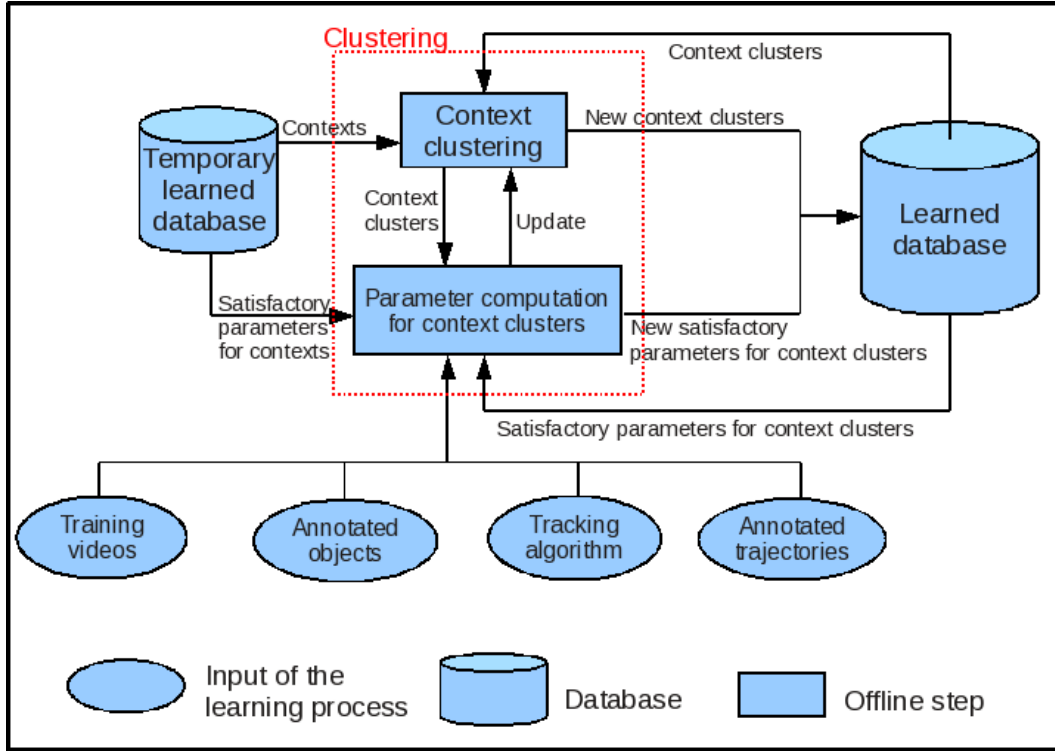 Clustering
Context clusters
Contexts
Context
clustering
New context clusters
Temporary
learned
database
Context
clusters
Update
Learned
database
Satisfactory
parameters
for contexts
Parameter computation
for context clusters
New satisfactory
parameters for context clusters
Satisfactory parameters for context clusters
Training
videos
Annotated
objects
Tracking
algorithm
Annotated
trajectories
Input of the
learning process
Database
Offline step